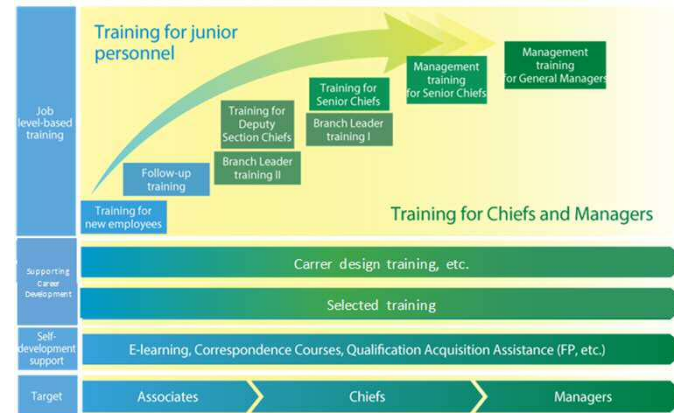 Training for junior
personnel
Job
level-based
training
Management
training
for General Managers
Management
training
for Senior Chiefs
Training for
Senior Chiefs
Branch Leader
training I
Training for
Deputy
Section Chiefs
Branch Leader
training II
Follow-up
training
Training for
new employees
Training for Chiefs and Managers
Supporting
Career
Development
Carrer design training, etc.
Selected training
Self-
development
support
E-learning, Correspondence Courses, Qualification Acquisition Assistance (FP, etc.)
Target
Associates
Chiefs
Managers